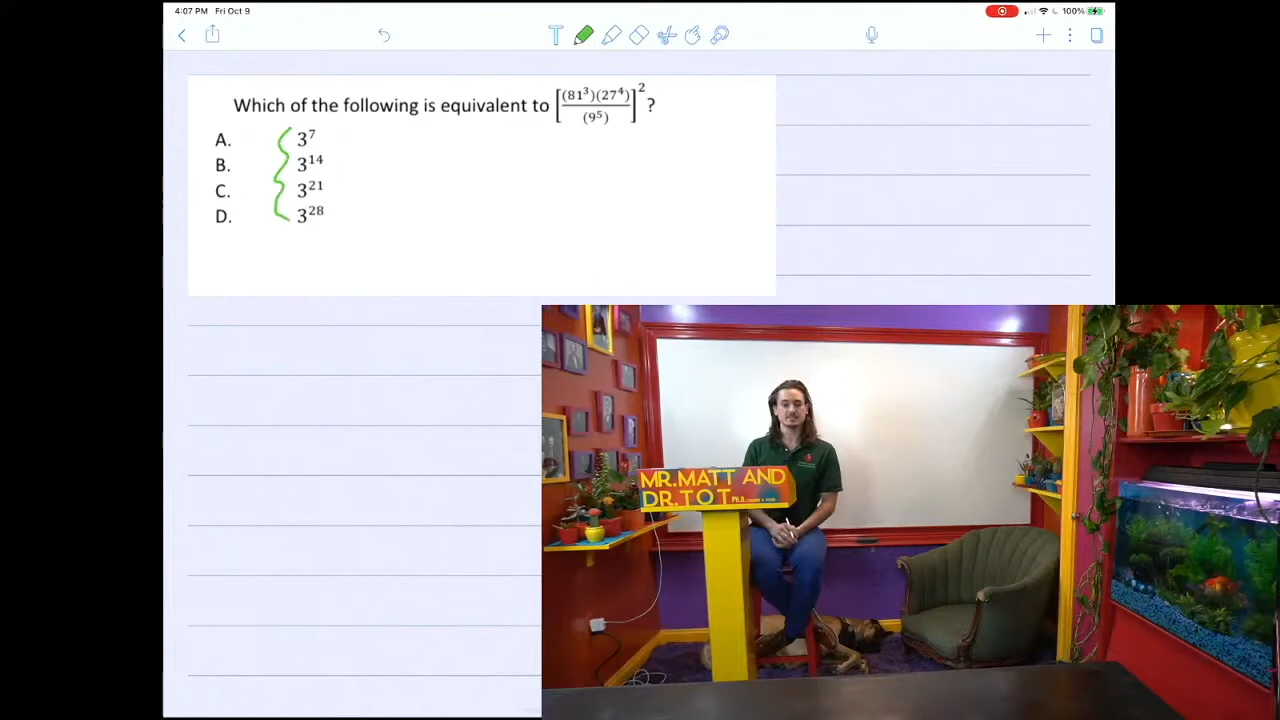 4:07 PM Fri Oct 9
100%
T
Which of the following is equivalent to [(81³)(27⁴)/(9⁵)]²?
A. 3⁷
B. 3¹⁴
C. 3²¹
D. 3²⁸
MR.MATT AND
DR.TOT PH.D.